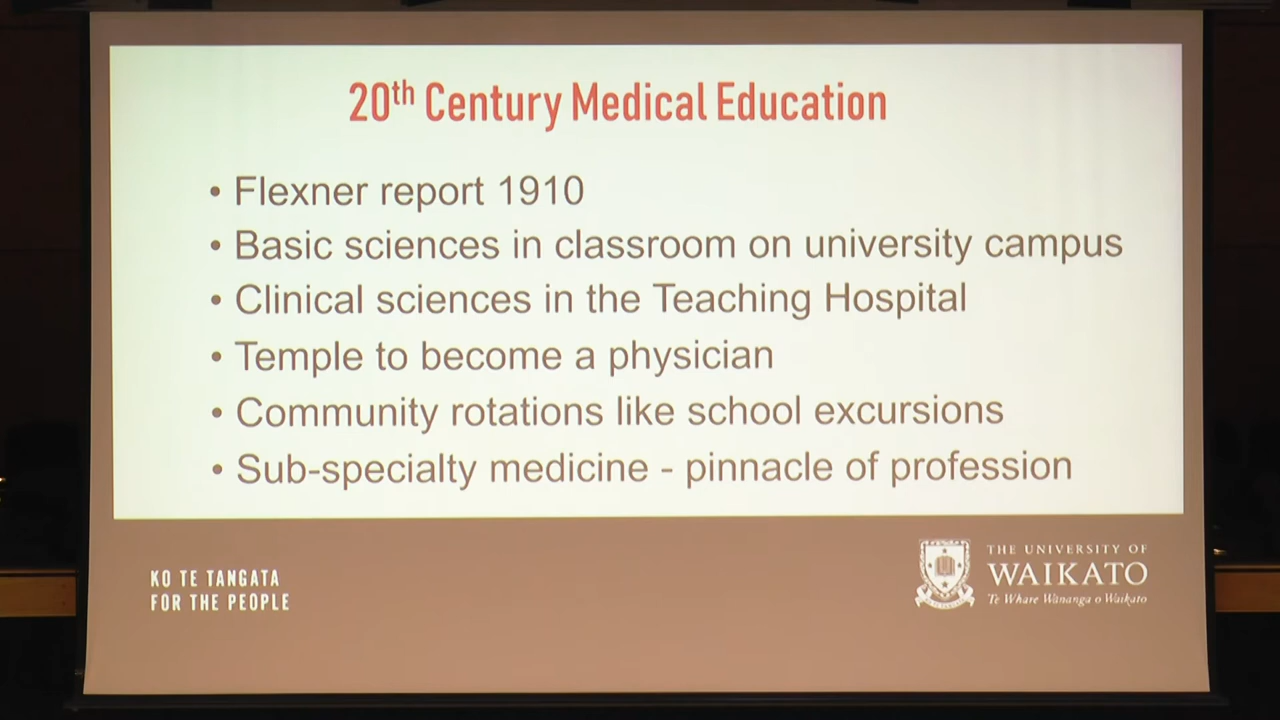 20th Century Medical Education
• Flexner report 1910
• Basic sciences in classroom on university campus
• Clinical sciences in the Teaching Hospital
• Temple to become a physician
• Community rotations like school excursions
• Sub-specialty medicine - pinnacle of profession
KO TE TANGATA
FOR THE PEOPLE
THE UNIVERSITY OF
WAIKATO
Te Whare Wānanga o Waikato